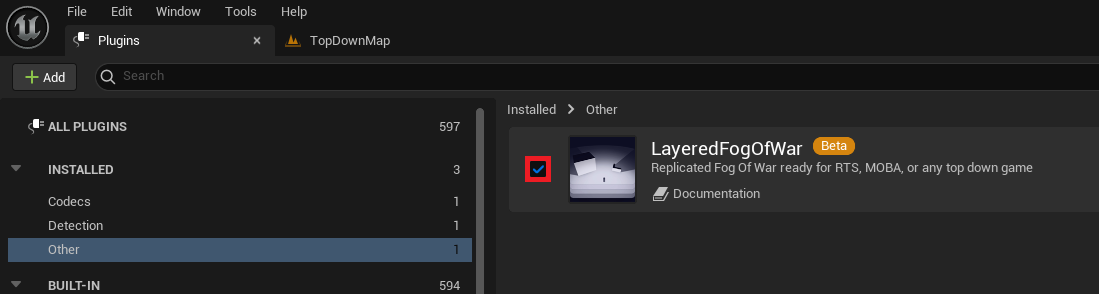 File Edit Window Tools Help
Plugins × TopDownMap
+ Add Search
Installed > Other
ALL PLUGINS 597
LayeredFogOfWar Beta
Replicated Fog Of War ready for RTS, MOBA, or any top down game
INSTALLED 3
Documentation
Codecs 1
Detection 1
Other 1
BUILT-IN 594